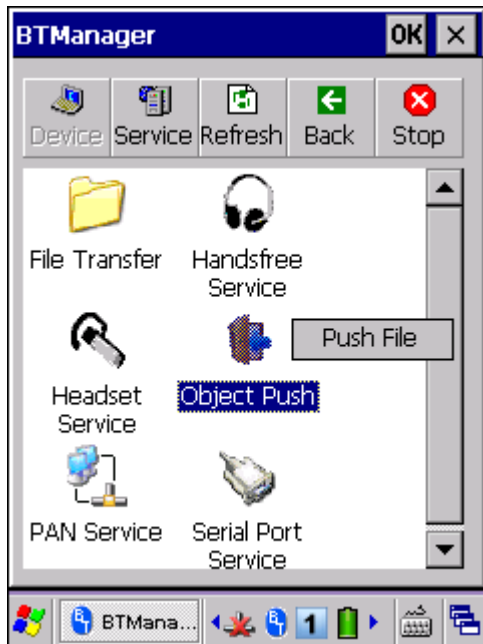 BTManager
OK
Device Service Refresh Back Stop
File Transfer
Handsfree
Service
Headset
Service
Object Push
Push File
PAN Service
Serial Port
Service
BTMana...
1